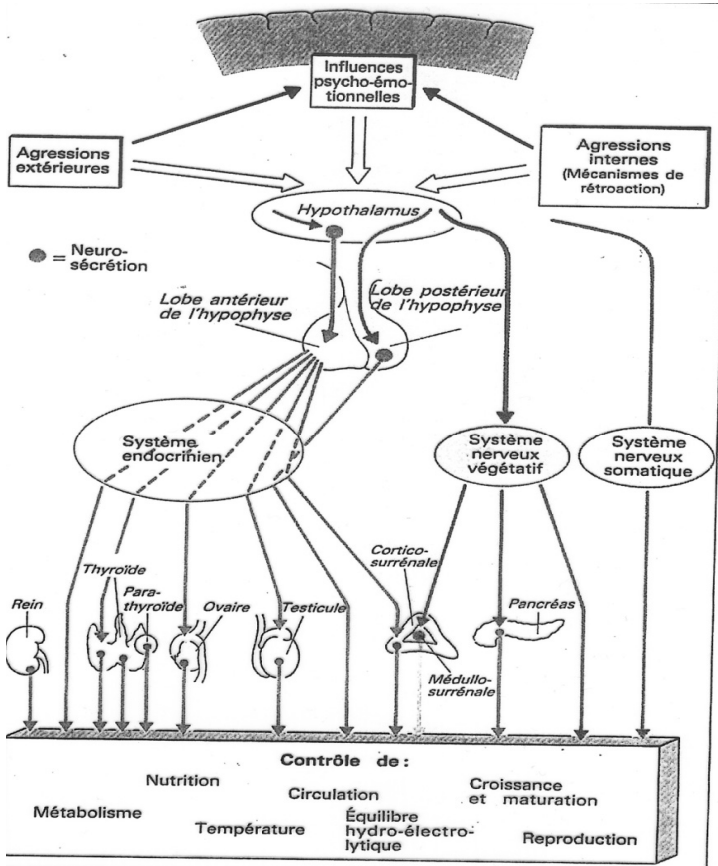 Influences
psycho-émo-
tionnelles
Agressions
extérieures
Agressions
internes
(Mécanismes de
rétroaction)
Hypothalamus
= Neuro-
sécrétion
Lobe antérieur
de l'hypophyse
Lobe postérieur
de l'hypophyse
Système
endocrinien
Système
nerveux
végétatif
Système
nerveux
somatique
Rein
Thyroïde
Para-
thyroïde
Ovaire
Testicule
Cortico-
surrénale
Médullo-
surrénale
Pancréas
Contrôle de :
Nutrition
Croissance
et maturation
Circulation
Métabolisme
Température
Équilibre
hydro-électro-
lytique
Reproduction